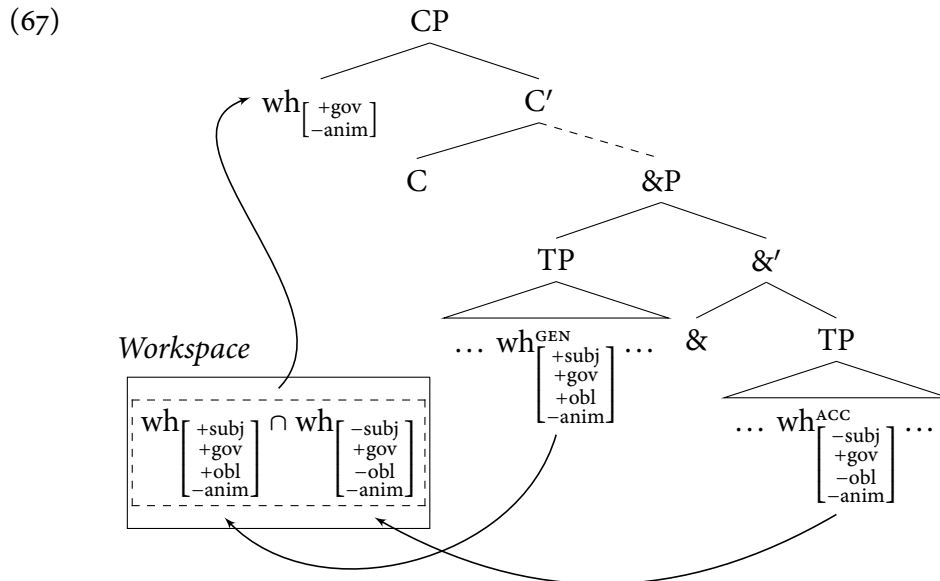 (67)
CP
wh[+gov −anim]
C′
C
&P
TP
&′
… wh^GEN[+subj +gov +obl −anim] …
&
TP
… wh^ACC[−subj +gov −obl −anim] …
Workspace
wh[+subj +gov +obl −anim] ∩ wh[−subj +gov −obl −anim]